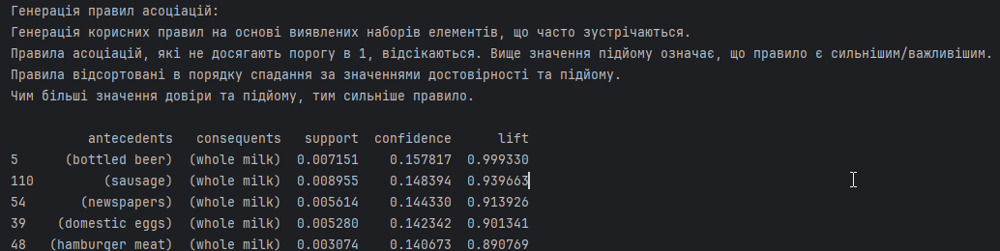 Генерація правил асоціацій:
Генерація корисних правил на основі виявлених наборів елементів, що часто зустрічаються.
Правила асоціацій, які не досягають порогу в 1, відсікаються. Вище значення підйому означає, що правило є сильнішим/важливішим.
Правила відсортовані в порядку спадання за значеннями достовірності та підйому.
Чим більші значення довіри та підйому, тим сильніше правило.
antecedents consequents support confidence lift
5 (bottled beer) (whole milk) 0.007151 0.157817 0.999330
110 (sausage) (whole milk) 0.008955 0.148394 0.939663
54 (newspapers) (whole milk) 0.005614 0.144330 0.913926
39 (domestic eggs) (whole milk) 0.005280 0.142342 0.901341
48 (hamburger meat) (whole milk) 0.003074 0.140673 0.890769